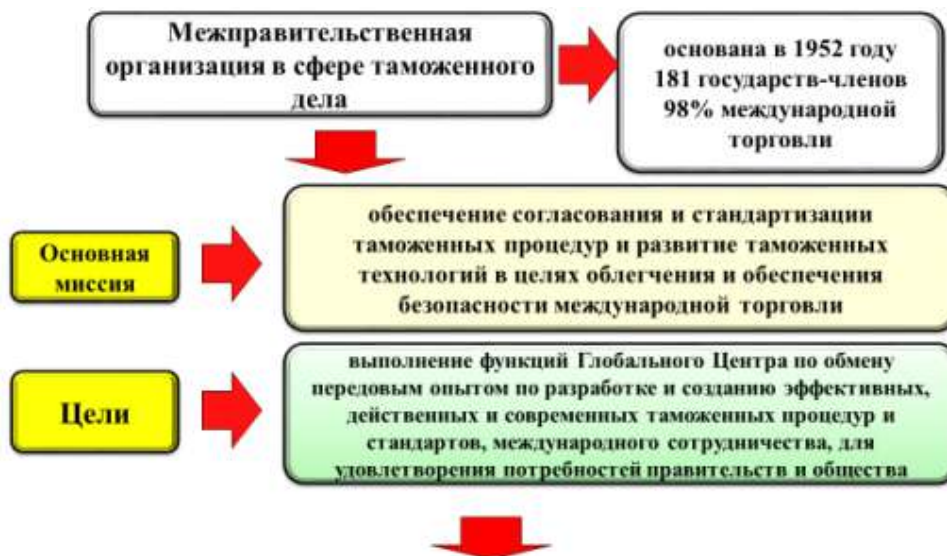 Межправительственная
организация в сфере таможенного
дела
основана в 1952 году
181 государств-членов
98% международной
торговли
Основная
миссия
обеспечение согласования и стандартизации
таможенных процедур и развитие таможенных
технологий в целях облегчения и обеспечения
безопасности международной торговли
Цели
выполнение функций Глобального Центра по обмену
передовым опытом по разработке и созданию эффективных,
действенных и современных таможенных процедур и
стандартов, международного сотрудничества, для
удовлетворения потребностей правительств и общества